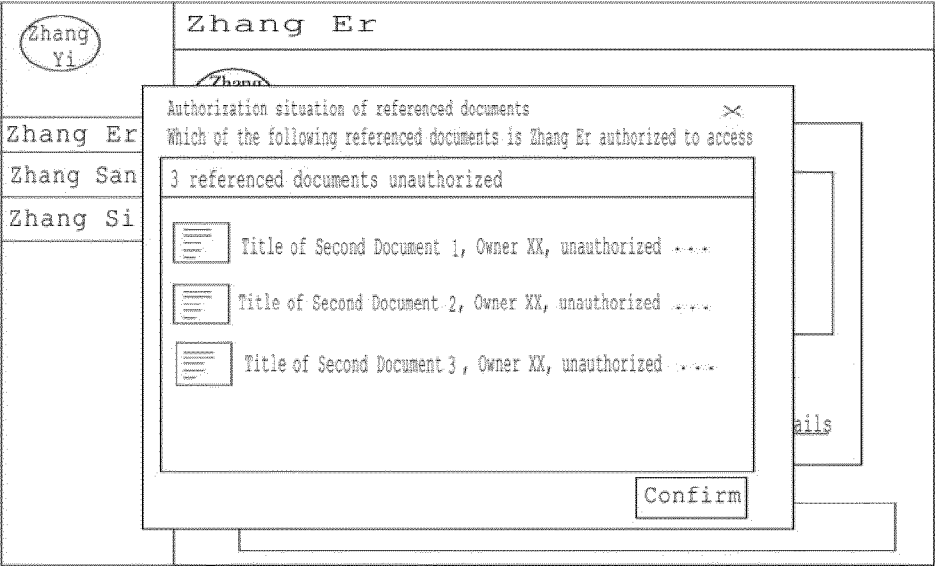 Zhang
Yi
Zhang Er
Zhang
Authorization situation of referenced documents
Which of the following referenced documents is Zhang Er authorized to access
Zhang Er
Zhang San
Zhang Si
3 referenced documents unauthorized
Title of Second Document 1, Owner XX, unauthorized ...
Title of Second Document 2, Owner XX, unauthorized ...
Title of Second Document 3, Owner XX, unauthorized ...
ails
Confirm